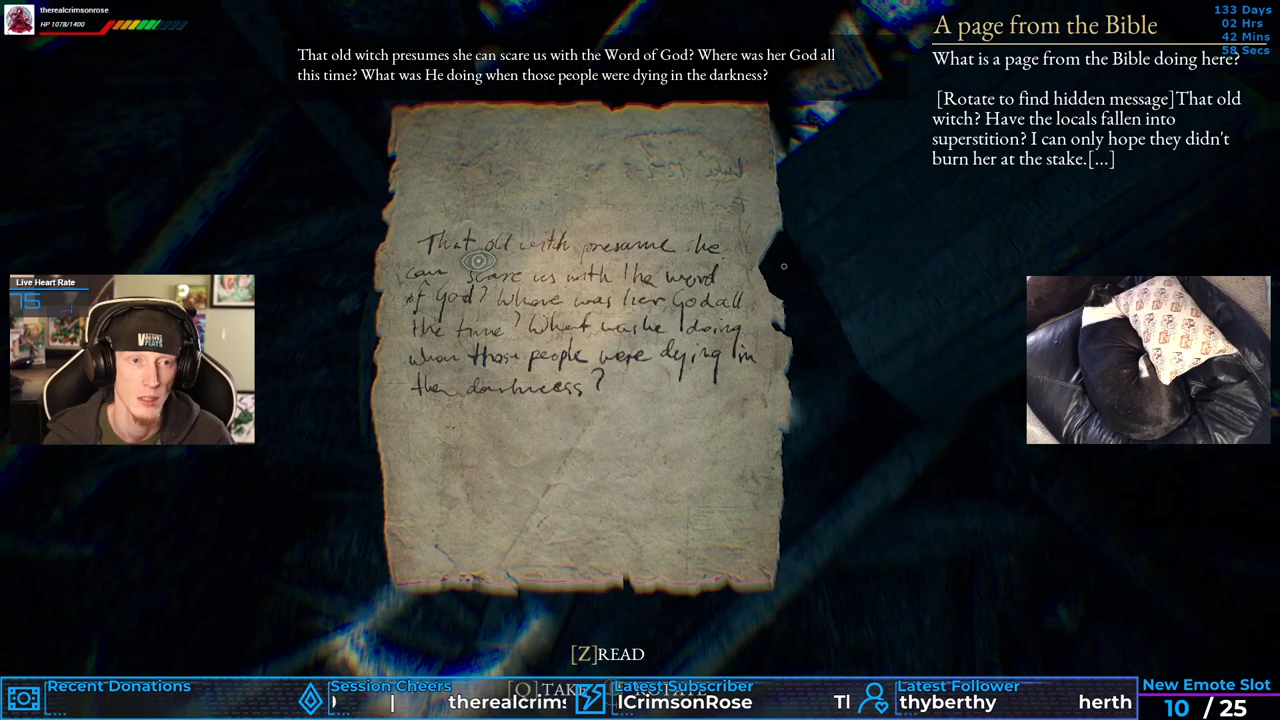 therealcrimsonrose
HP 1078/1400
That old witch presumes she can scare us with the Word of God? Where was her God all
this time? What was He doing when those people were dying in the darkness?
A page from the Bible
133 Days
02 Hrs
42 Mins
58 Secs
What is a page from the Bible doing here?
[Rotate to find hidden message]That old
witch? Have the locals fallen into
superstition? I can only hope they didn't
burn her at the stake.[...]
That old witch presume she
can scare us with the word
of God? Where was her God all
the time? What was he doing
when those people were dying in
the darkness?
Live Heart Rate
75
VALIANT
PLAYS
[Z]READ
[Q]TAKE
Recent Donations
Session Cheers
therealcrims
Latest Subscriber
lCrimsonRose
Tl
Latest Follower
thyberthy
herth
New Emote Slot
10 / 25